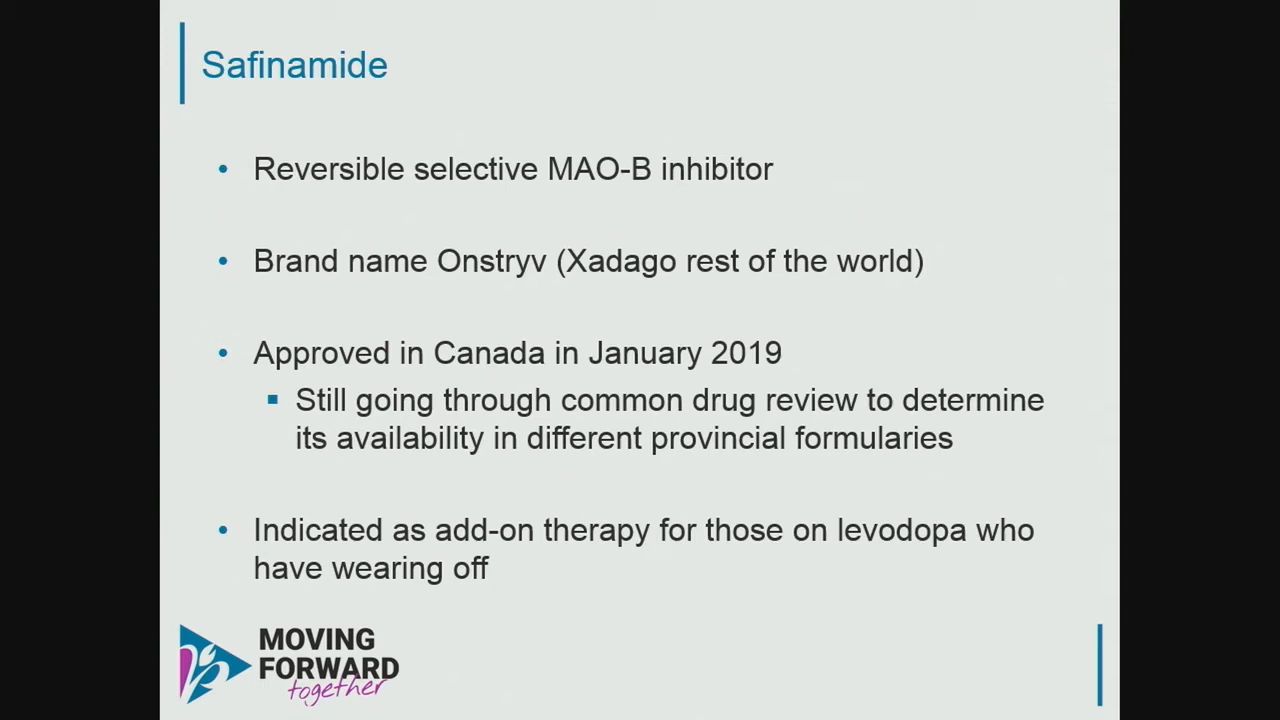 Safinamide
• Reversible selective MAO-B inhibitor
• Brand name Onstryv (Xadago rest of the world)
• Approved in Canada in January 2019
▪ Still going through common drug review to determine
its availability in different provincial formularies
• Indicated as add-on therapy for those on levodopa who
have wearing off
MOVING
FORWARD
together